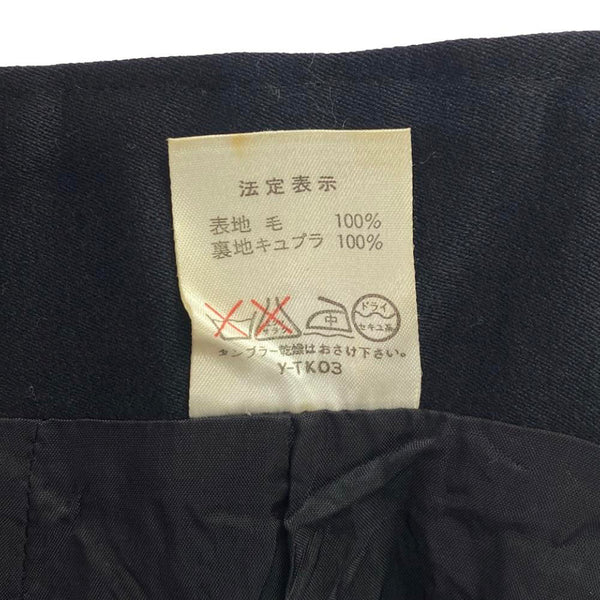 法定表示
表地 毛 100%
裏地キュプラ 100%
中 ドライ
セキユ系
タンブラー乾燥はおさけ下さい。
Y-TK03